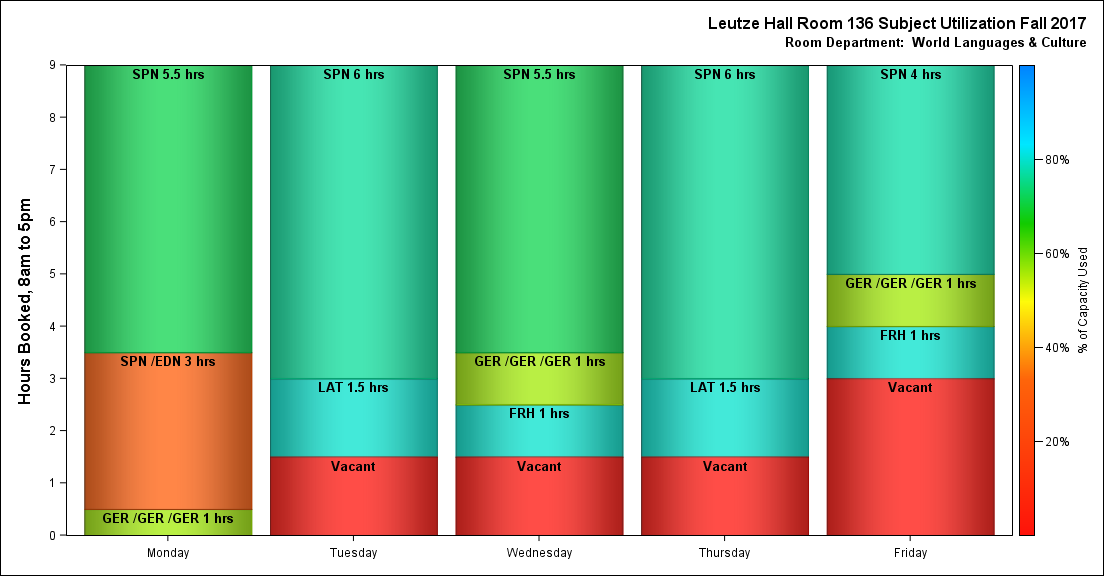 Leutze Hall Room 136 Subject Utilization Fall 2017
Room Department:  World Languages & Culture
Hours Booked, 8am to 5pm
9
8
7
6
5
4
3
2
1
0
SPN 5.5 hrs
SPN /EDN 3 hrs
GER /GER /GER 1 hrs
SPN 6 hrs
LAT 1.5 hrs
Vacant
SPN 5.5 hrs
GER /GER /GER 1 hrs
FRH 1 hrs
Vacant
SPN 6 hrs
LAT 1.5 hrs
Vacant
SPN 4 hrs
GER /GER /GER 1 hrs
FRH 1 hrs
Vacant
Monday
Tuesday
Wednesday
Thursday
Friday
80%
60%
40%
20%
% of Capacity Used